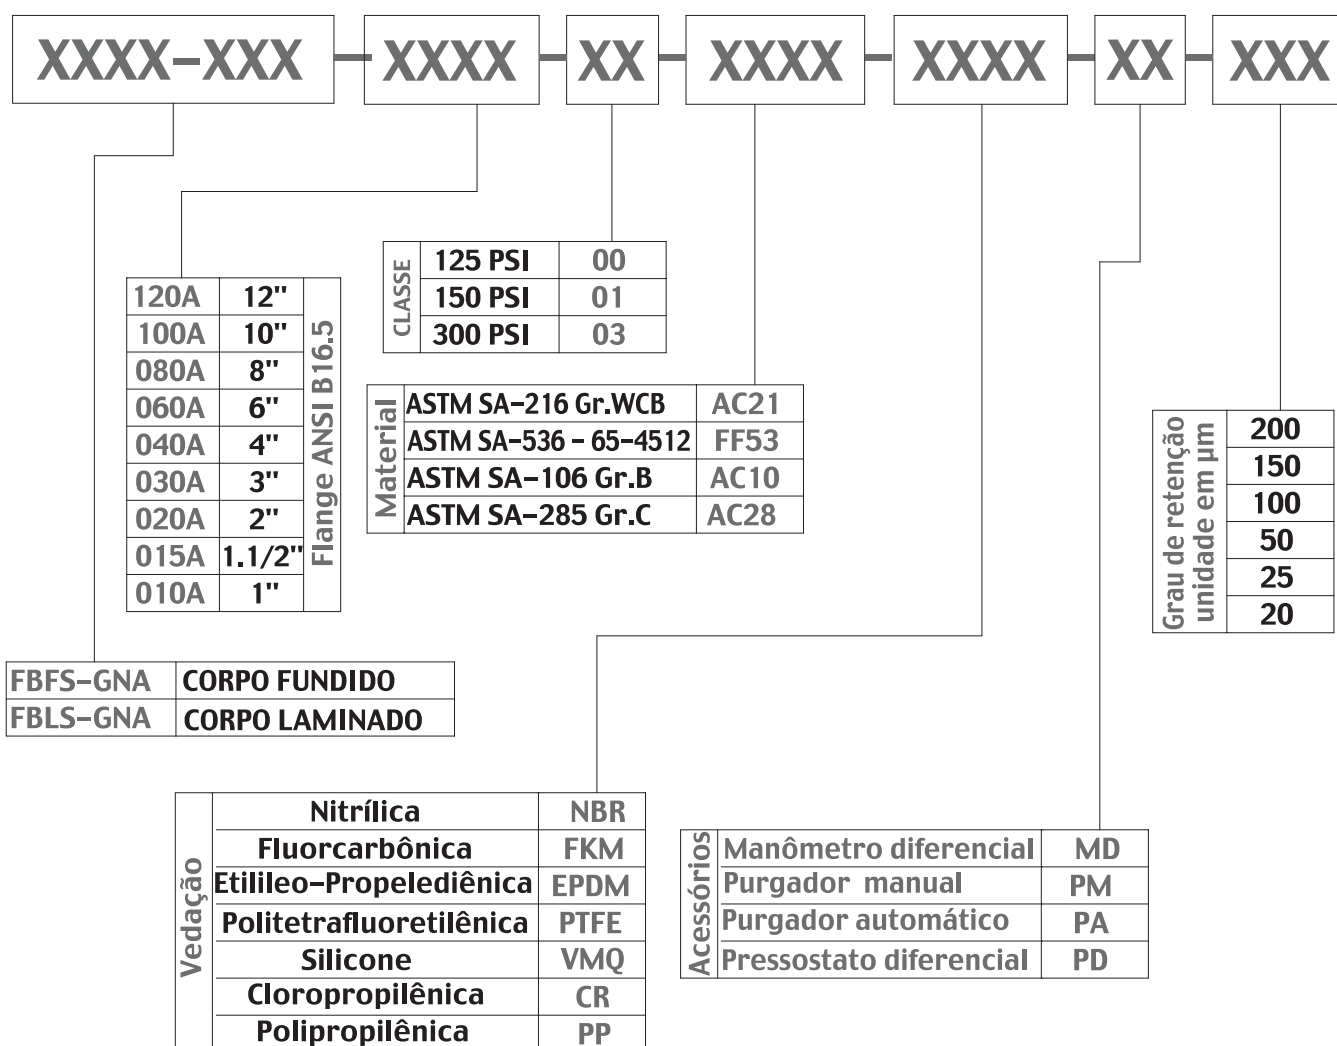 XXXX-XXX - XXXX - XX - XXXX - XXXX - XX - XXX
CLASSE
125 PSI 00
150 PSI 01
300 PSI 03
120A 12"
100A 10"
080A 8"
060A 6"
040A 4"
030A 3"
020A 2"
015A 1.1/2"
010A 1"
Flange ANSI B16.5
Material
ASTM SA-216 Gr.WCB AC21
ASTM SA-536 - 65-4512 FF53
ASTM SA-106 Gr.B AC10
ASTM SA-285 Gr.C AC28
Grau de retenção
unidade em µm
200
150
100
50
25
20
FBFS-GNA CORPO FUNDIDO
FBLS-GNA CORPO LAMINADO
Vedação
Nitrílica NBR
Fluorcarbônica FKM
Etilileo-Propelediênica EPDM
Politetrafluoretilênica PTFE
Silicone VMQ
Cloropropilênica CR
Polipropilênica PP
Acessórios
Manômetro diferencial MD
Purgador manual PM
Purgador automático PA
Pressostato diferencial PD